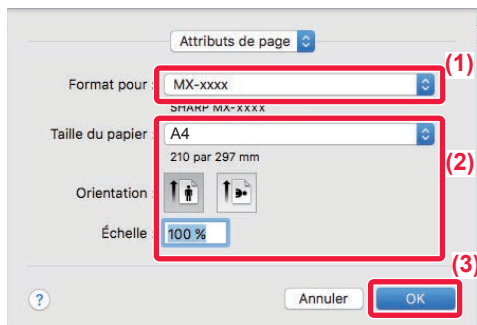 Attributs de page
(1)
Format pour : MX-xxxx
SHARP MX-xxxx
Taille du papier : A4
210 par 297 mm
(2)
Orientation :
Échelle : 100 %
(3)
? Annuler OK